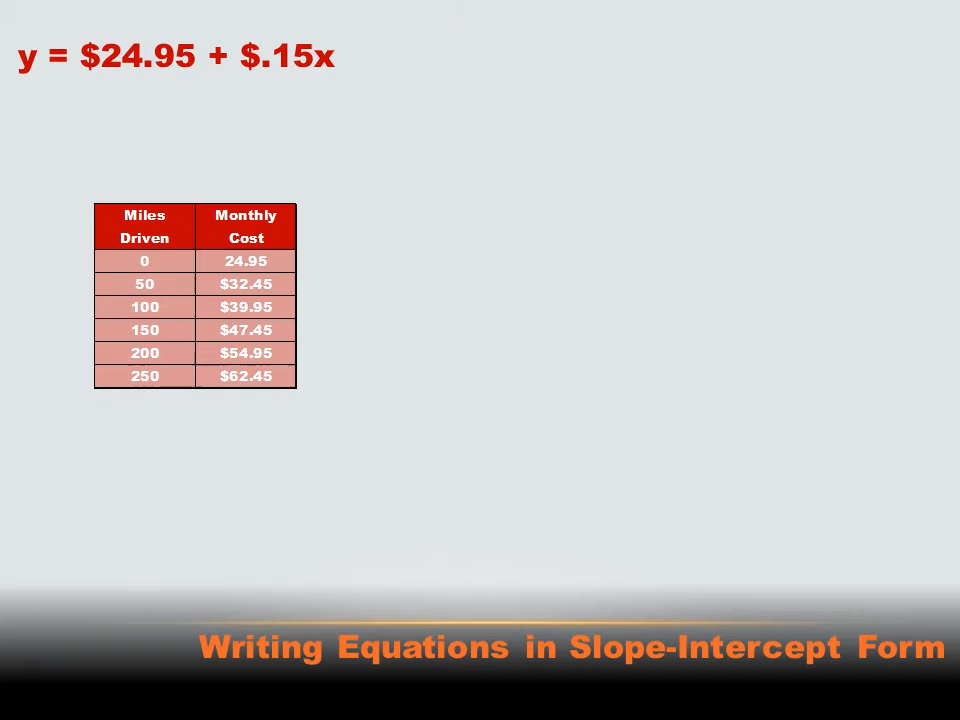 y = $24.95 + $.15x
Miles Driven Monthly Cost
0 24.95
50 $32.45
100 $39.95
150 $47.45
200 $54.95
250 $62.45
Writing Equations in Slope-Intercept Form